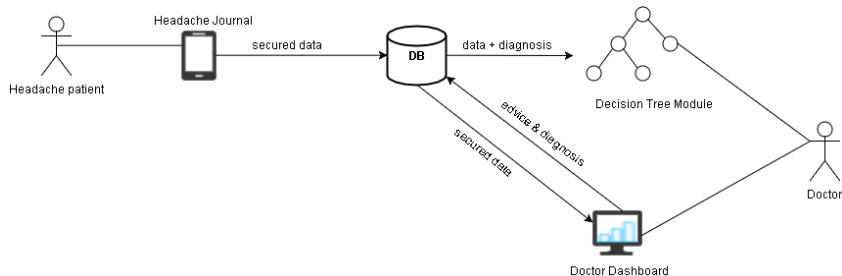 Headache Journal
secured data
DB
data + diagnosis
Headache patient
Decision Tree Module
advice & diagnosis
secured data
Doctor
Doctor Dashboard